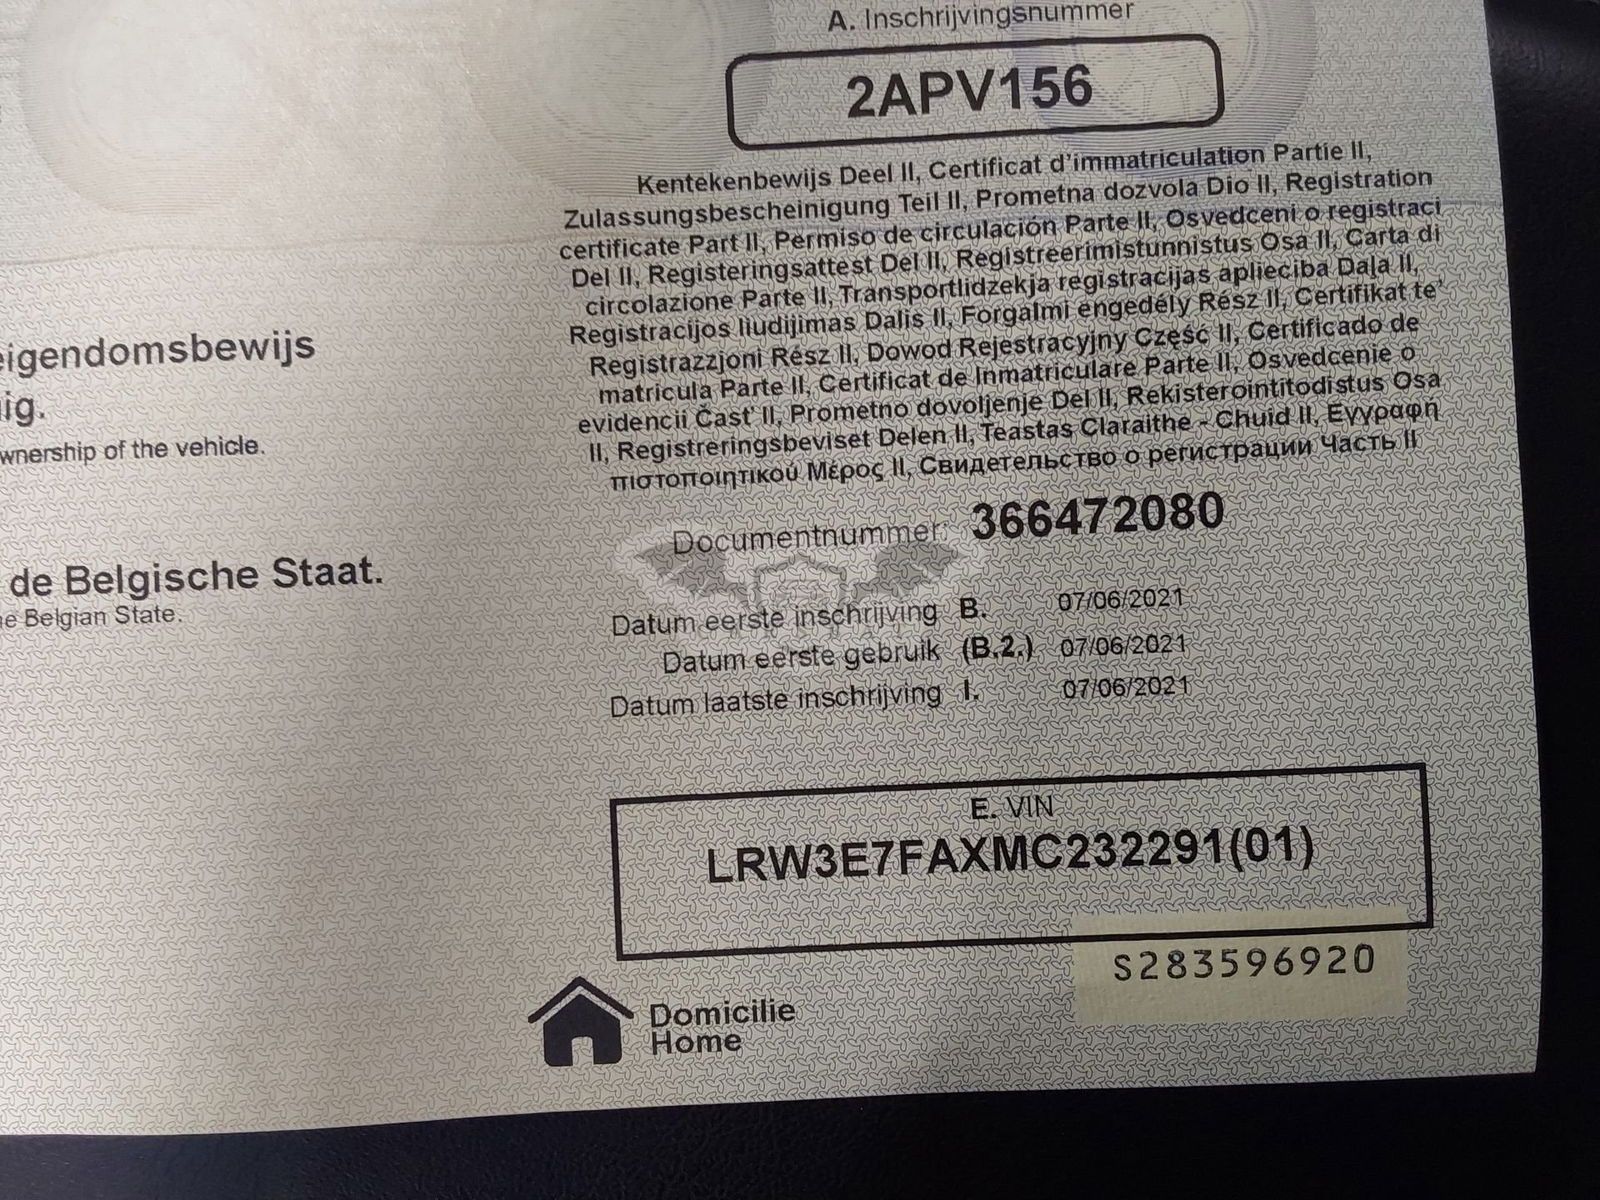 A. Inschrijvingsnummer
2APV156
Kentekenbewijs Deel II, Certificat d'immatriculation Partie II,
Zulassungsbescheinigung Teil II, Prometna dozvola Dio II, Registration
certificate Part II, Permiso de circulación Parte II, Osvedceni o registraci
Del II, Registeringsattest Del II, Registreerimistunnistus Osa II, Carta di
circolazione Parte II, Transportlidzekja registracijas aplieciba Daļa II,
Registracijos liudijimas Dalis II, Forgalmi engedély Rész II, Certifikat te'
Registrazzjoni Rész II, Dowod Rejestracyjny Część II, Certificado de
matricula Parte II, Certificat de Inmatriculare Parte II, Osvedcenie o
evidencii Časť II, Prometno dovoljenje Del II, Rekisterointitodistus Osa
II, Registreringsbeviset Delen II, Teastas Claraithe - Chuid II, Εγγραφή
πιστοποιητικού Μέρος II, Свидетельство о регистрации Часть II
eigendomsbewijs
ig.
wnership of the vehicle.
de Belgische Staat.
e Belgian State.
Documentnummer: 366472080
Datum eerste inschrijving B. 07/06/2021
Datum eerste gebruik (B.2.) 07/06/2021
Datum laatste inschrijving I. 07/06/2021
E. VIN
LRW3E7FAXMC232291(01)
S283596920
Domicilie
Home